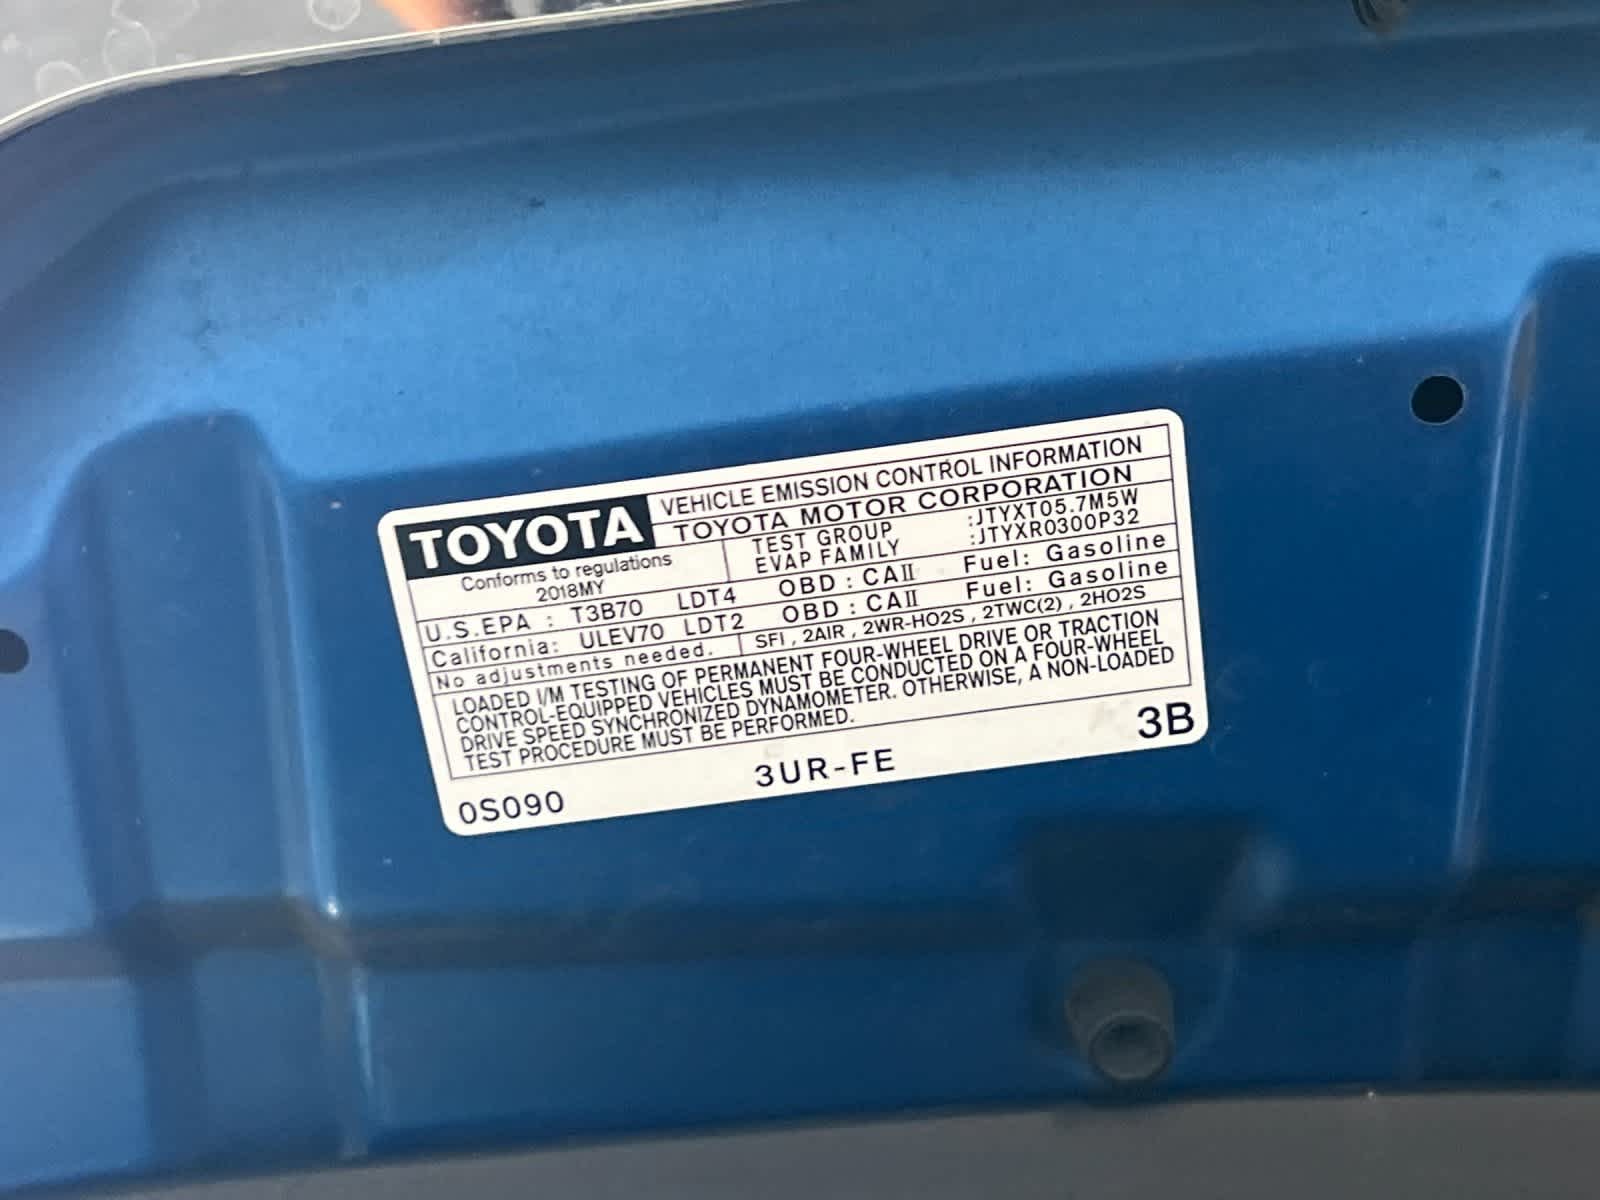 TOYOTA
VEHICLE EMISSION CONTROL INFORMATION
TOYOTA MOTOR CORPORATION
Conforms to regulations
2018MY
TEST GROUP :JTYXT05.7M5W
EVAP FAMILY :JTYXR0300P32
U.S.EPA : T3B70 LDT4 OBD : CAII Fuel: Gasoline
California: ULEV70 LDT2 OBD : CAII Fuel: Gasoline
No adjustments needed. SFI , 2AIR , 2WR-HO2S , 2TWC(2) , 2HO2S
LOADED I/M TESTING OF PERMANENT FOUR-WHEEL DRIVE OR TRACTION
CONTROL-EQUIPPED VEHICLES MUST BE CONDUCTED ON A FOUR-WHEEL
DRIVE SPEED SYNCHRONIZED DYNAMOMETER. OTHERWISE, A NON-LOADED
TEST PROCEDURE MUST BE PERFORMED.
0S090 3UR-FE 3B